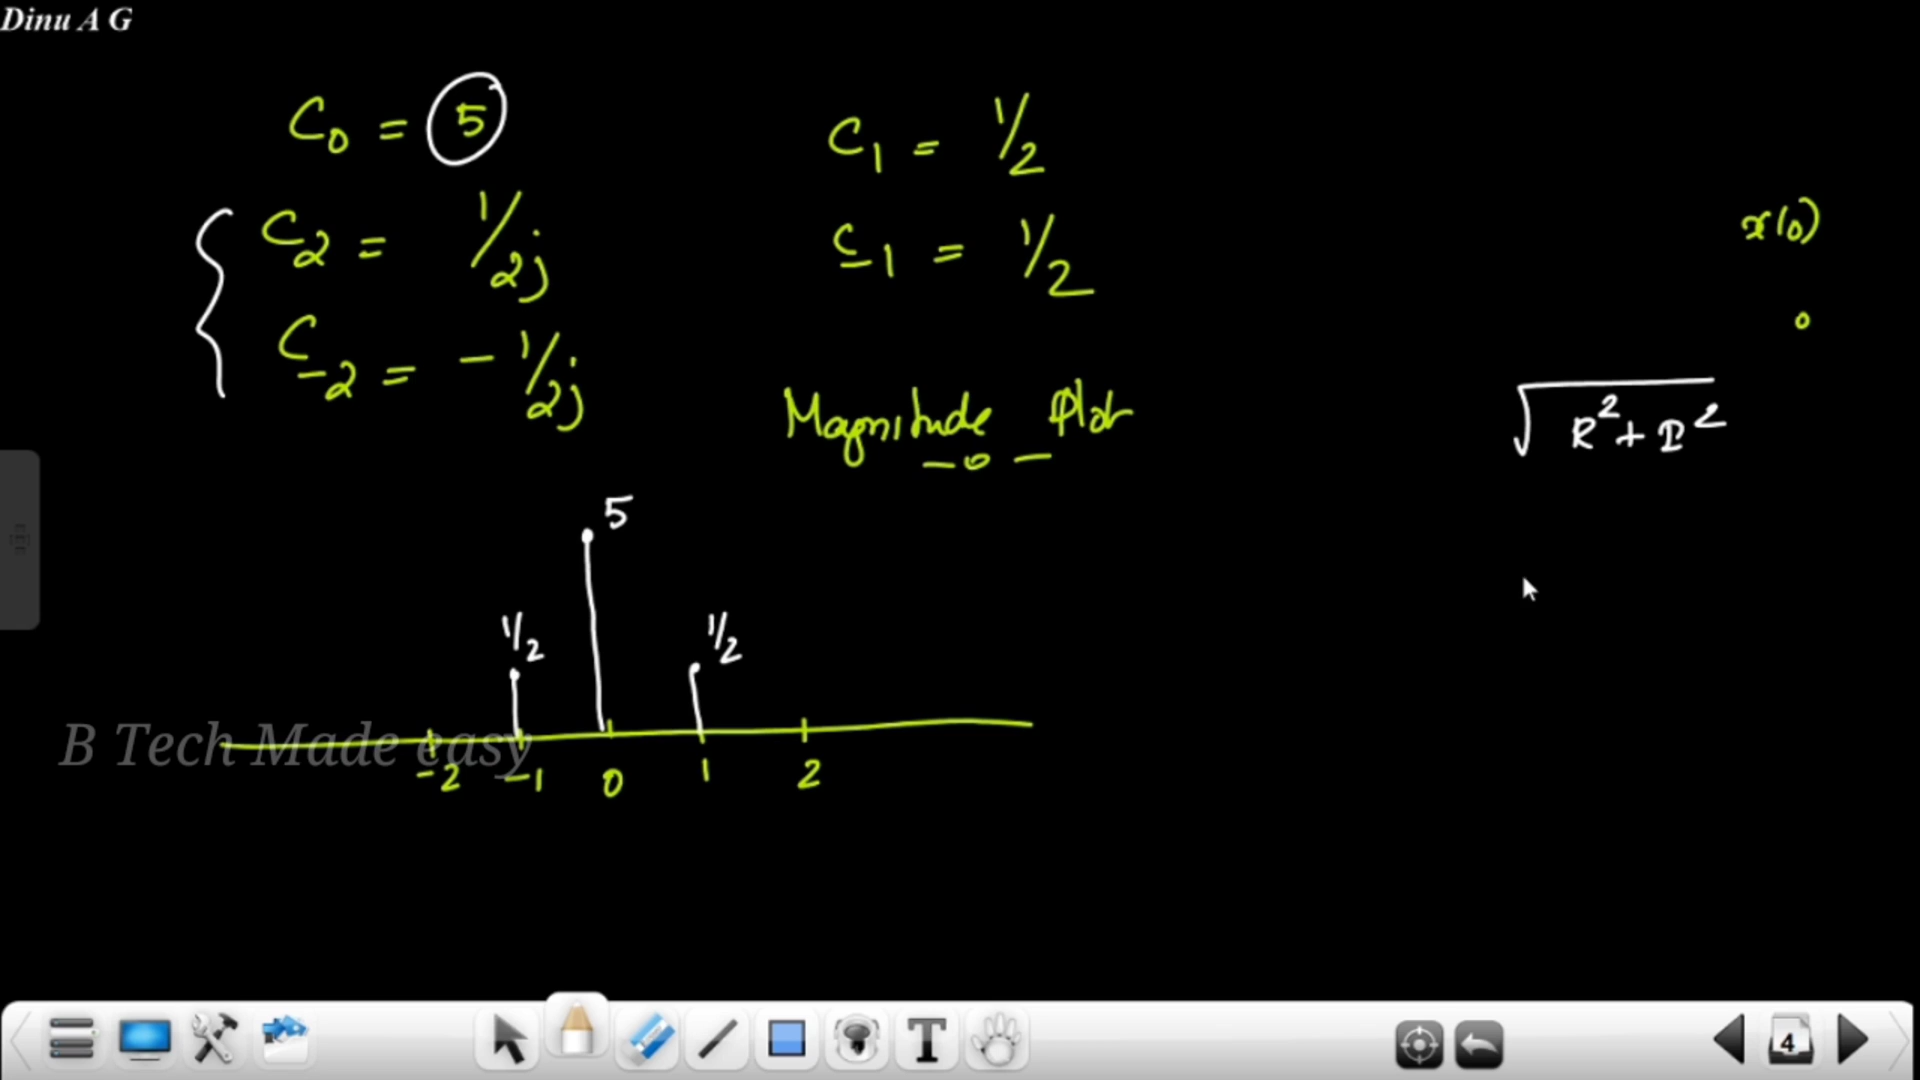 Dinu A G
C0 = 5
C1 = 1/2
C2 = 1/2j
C-1 = 1/2
x(0)
0
C-2 = -1/2j
Magnitude Plot
√R²+I²
5
1/2
1/2
B Tech Made easy
-2 -1 0 1 2
T
4